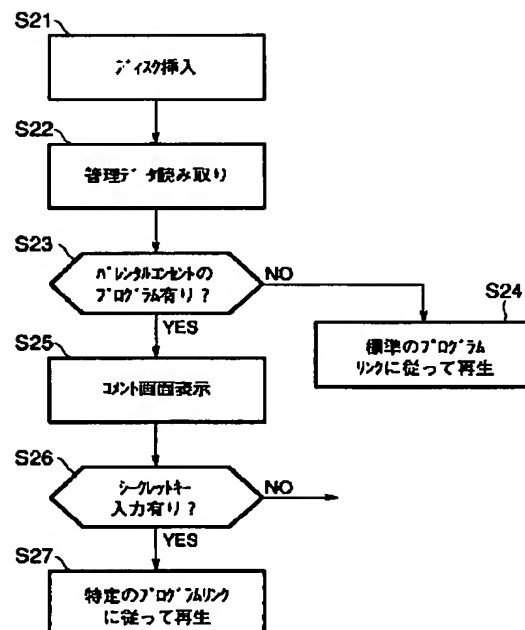 S21
ディスク挿入
S22
管理データ読み取り
S23
パレンタルコンセントの
プログラム有り？
NO
YES
S24
標準のプログラム
リンクに従って再生
S25
コメント画面表示
S26
シークレットキー
入力有り？
NO
YES
S27
特定のプログラムリンク
に従って再生